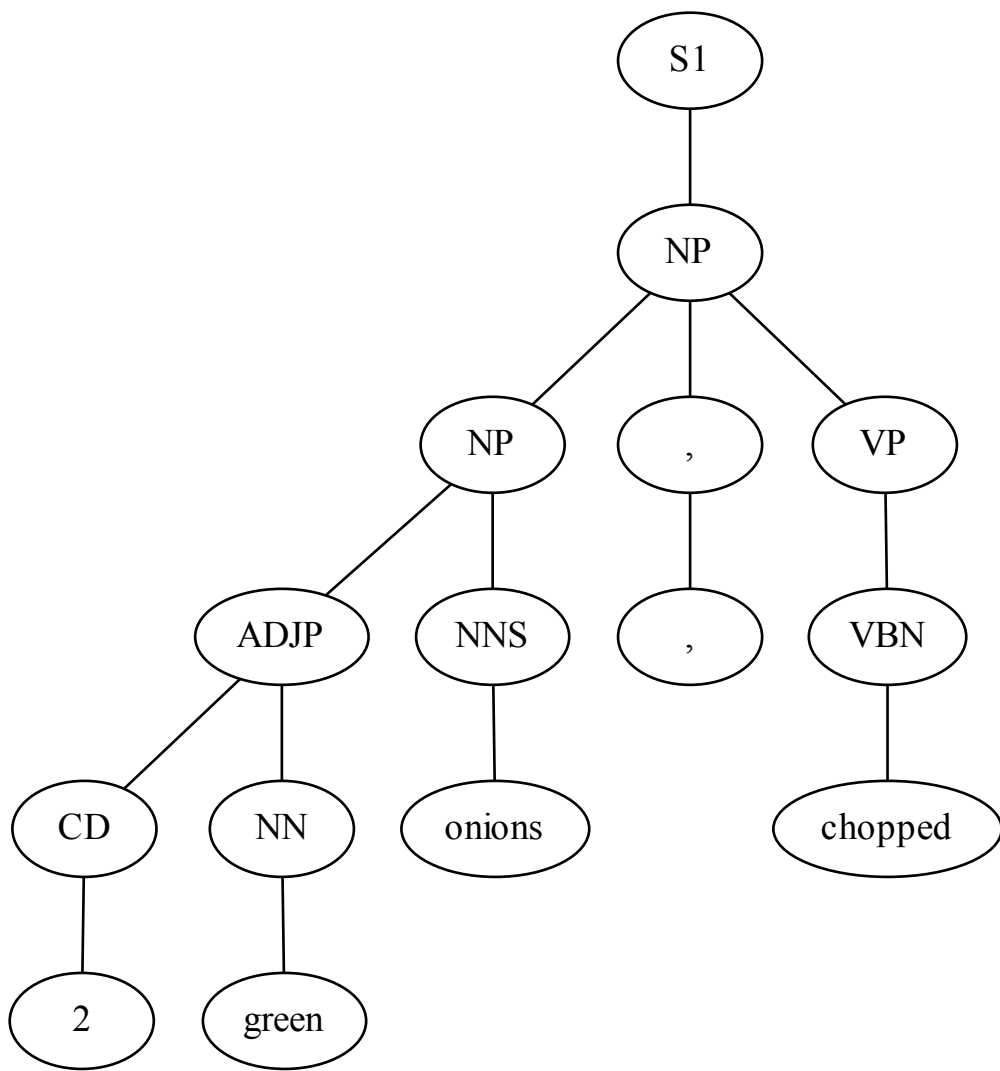 S1
NP
NP , VP
ADJP NNS , VBN
CD NN onions chopped
2 green